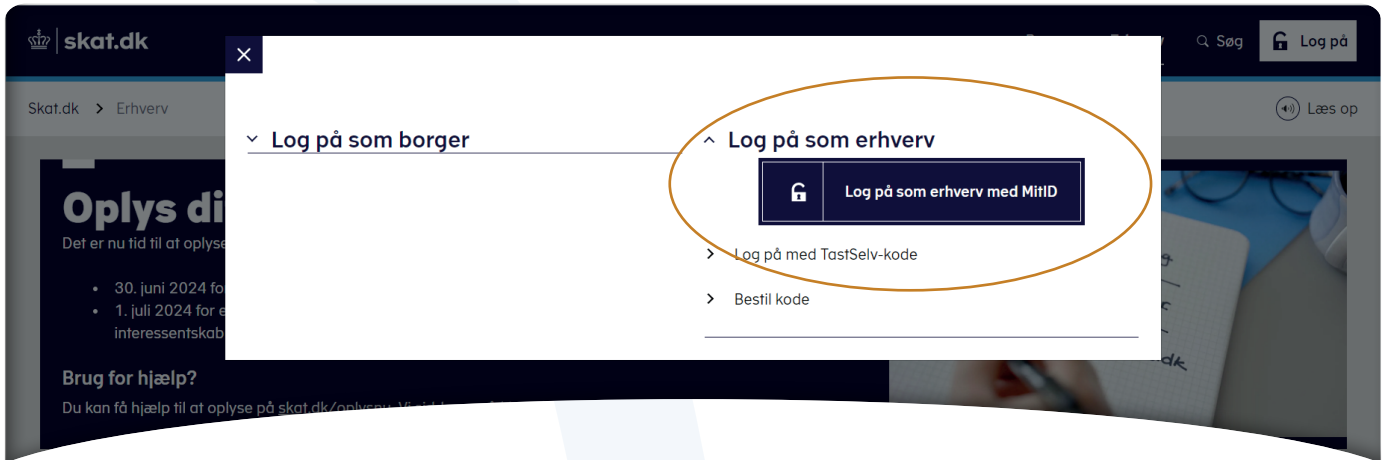 skat.dk
Søg
Log på
Skat.dk > Erhverv
Læs op
Log på som borger
Log på som erhverv
Log på som erhverv med MitID
Log på med TastSelv-kode
Bestil kode
Oplys di
Det er nu tid til at oplyse
30. juni 2024 fo
1. juli 2024 for e
interessentskab
Brug for hjælp?
Du kan få hjælp til at oplyse på skat.dk/oplysnu.
dk